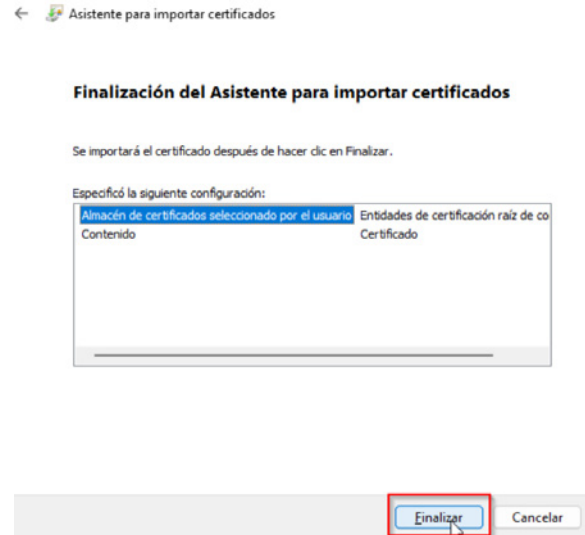 Asistente para importar certificados
Finalización del Asistente para importar certificados
Se importará el certificado después de hacer clic en Finalizar.
Especificó la siguiente configuración:
Almacén de certificados seleccionado por el usuario Entidades de certificación raíz de co
Contenido Certificado
Finalizar Cancelar